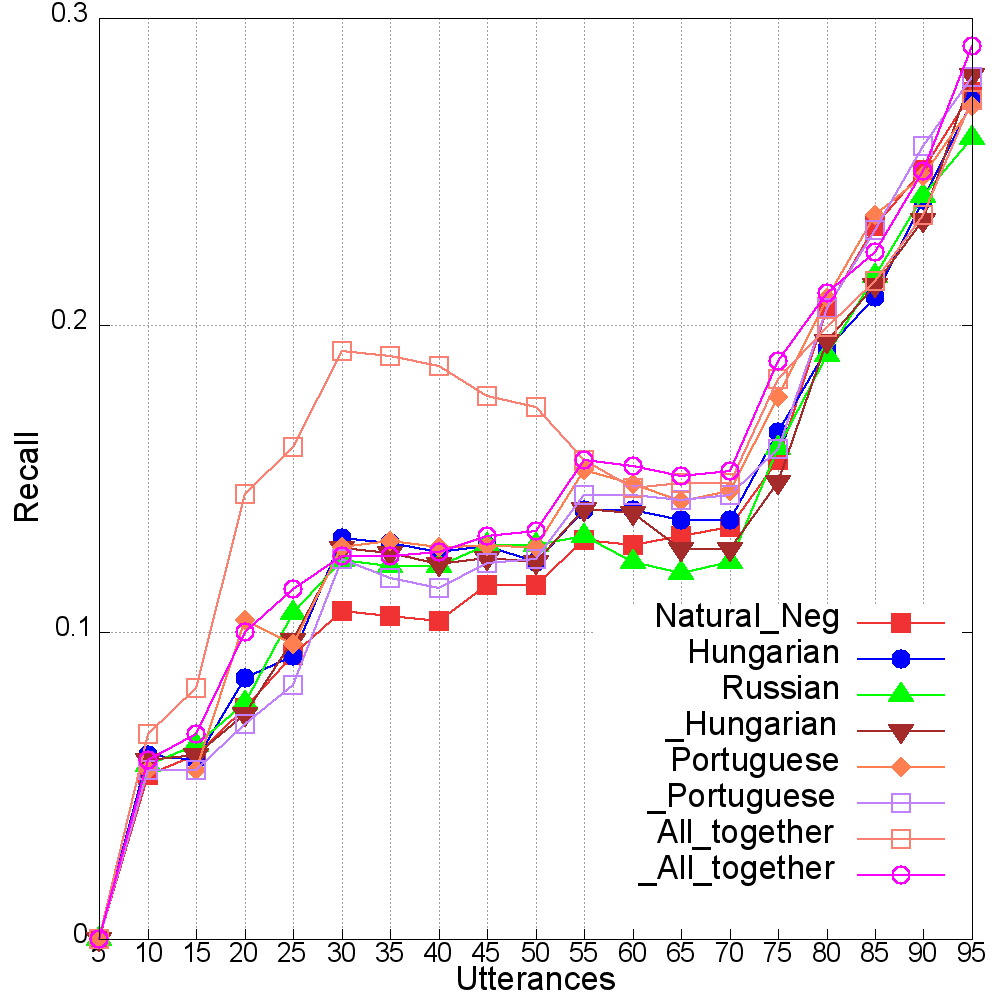 0.3
0.2
0.1
0
Recall
Natural_Neg
Hungarian
Russian
_Hungarian
Portuguese
_Portuguese
All_together
_All_together
5 10 15 20 25 30 35 40 45 50 55 60 65 70 75 80 85 90 95
Utterances